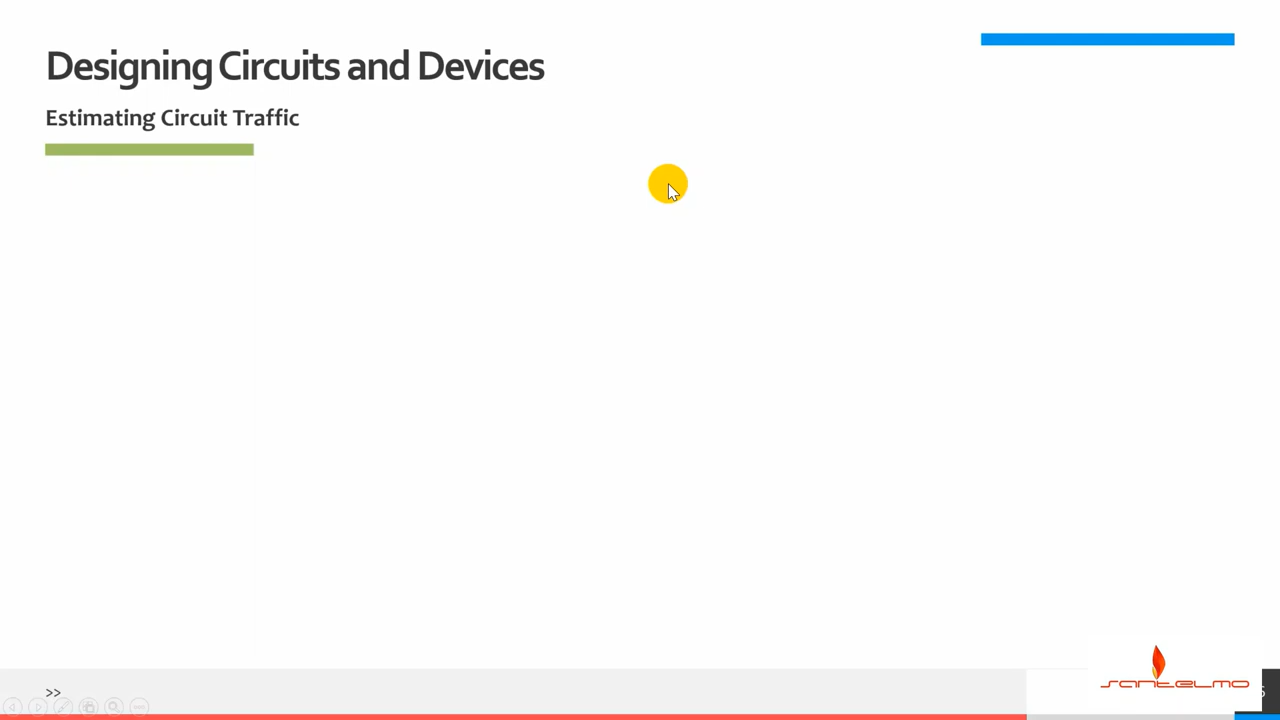 Designing Circuits and Devices
Estimating Circuit Traffic
>>
santelmo